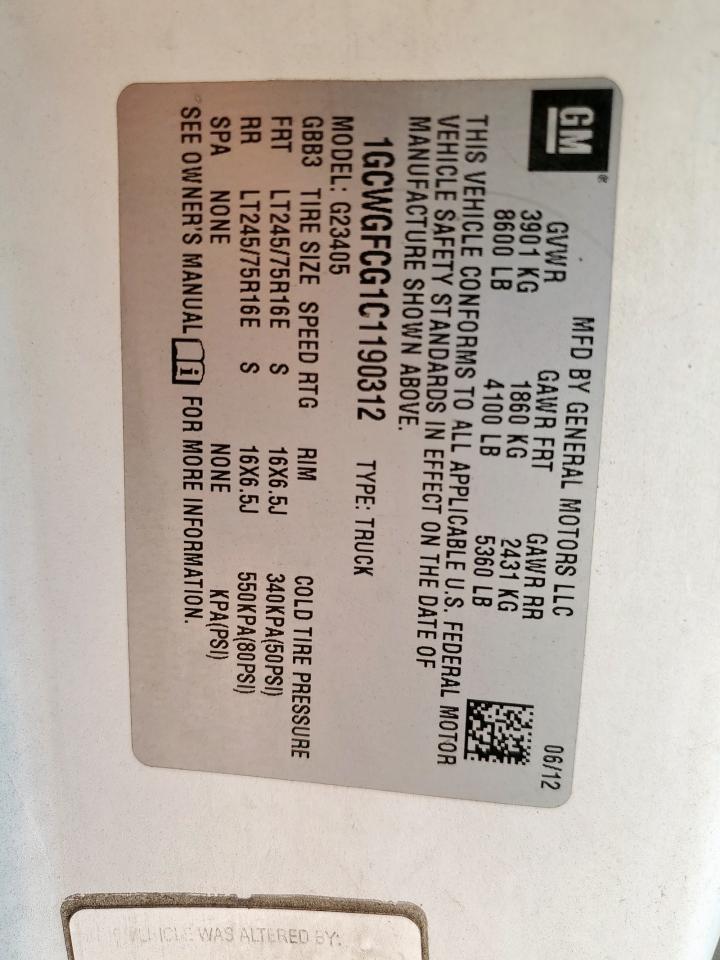 GM®
MFD BY GENERAL MOTORS LLC 06/12
GVWR GAWR FRT GAWR RR
3901 KG 1860 KG 2431 KG
8600 LB 4100 LB 5360 LB
THIS VEHICLE CONFORMS TO ALL APPLICABLE U.S. FEDERAL MOTOR
VEHICLE SAFETY STANDARDS IN EFFECT ON THE DATE OF
MANUFACTURE SHOWN ABOVE.
1GCWGFCG1C1190312 TYPE: TRUCK
MODEL: G23405
GBB3 TIRE SIZE SPEED RTG RIM COLD TIRE PRESSURE
FRT LT245/75R16E S 16X6.5J 340KPA(50PSI)
RR LT245/75R16E S 16X6.5J 550KPA(80PSI)
SPA NONE NONE KPA(PSI)
SEE OWNER'S MANUAL i FOR MORE INFORMATION.
VEHICLE WAS ALTERED BY: